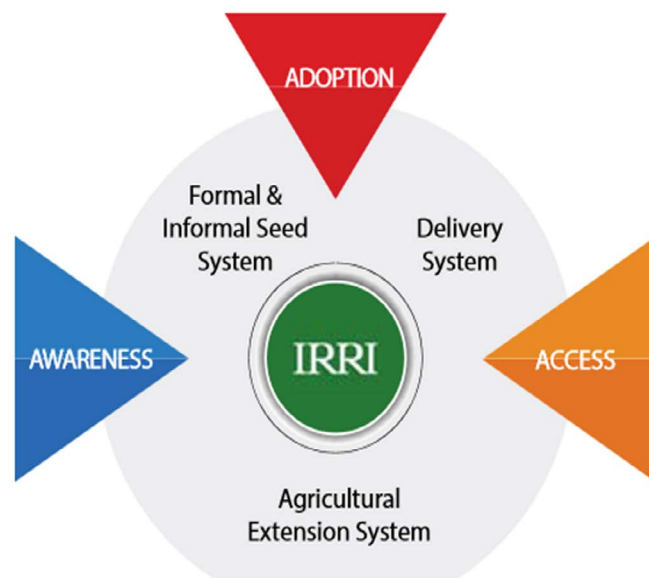 ADOPTION
Formal &
Informal Seed
System
Delivery
System
AWARENESS
IRRI
ACCESS
Agricultural
Extension System